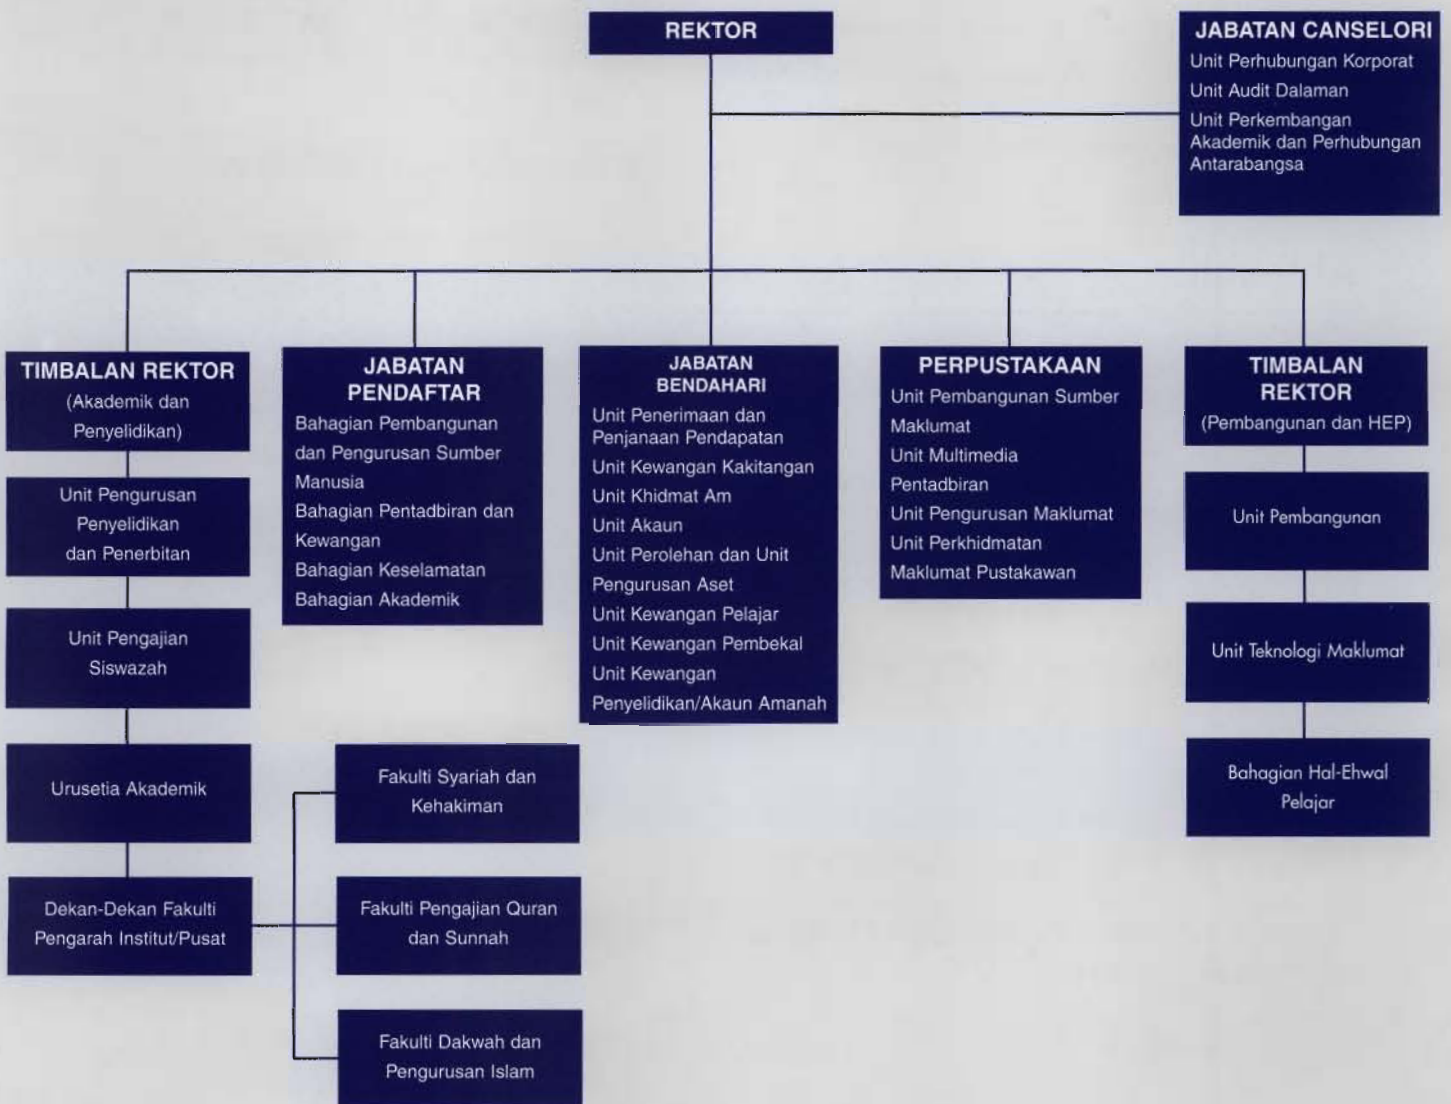 REKTOR
JABATAN CANSELORI
Unit Perhubungan Korporat
Unit Audit Dalaman
Unit Perkembangan
Akademik dan Perhubungan
Antarabangsa
TIMBALAN REKTOR
(Akademik dan
Penyelidikan)
Unit Pengurusan
Penyelidikan
dan Penerbitan
Unit Pengajian
Siswazah
Urusetia Akademik
Dekan-Dekan Fakulti
Pengarah Institut/Pusat
Fakulti Syariah dan
Kehakiman
Fakulti Pengajian Quran
dan Sunnah
Fakulti Dakwah dan
Pengurusan Islam
JABATAN
PENDAFTAR
Bahagian Pembangunan
dan Pengurusan Sumber
Manusia
Bahagian Pentadbiran dan
Kewangan
Bahagian Keselamatan
Bahagian Akademik
JABATAN
BENDAHARI
Unit Penerimaan dan
Penjanaan Pendapatan
Unit Kewangan Kakitangan
Unit Khidmat Am
Unit Akaun
Unit Perolehan dan Unit
Pengurusan Aset
Unit Kewangan Pelajar
Unit Kewangan Pembekal
Unit Kewangan
Penyelidikan/Akaun Amanah
PERPUSTAKAAN
Unit Pembangunan Sumber
Maklumat
Unit Multimedia
Pentadbiran
Unit Pengurusan Maklumat
Unit Perkhidmatan
Maklumat Pustakawan
TIMBALAN
REKTOR
(Pembangunan dan HEP)
Unit Pembangunan
Unit Teknologi Maklumat
Bahagian Hal-Ehwal
Pelajar